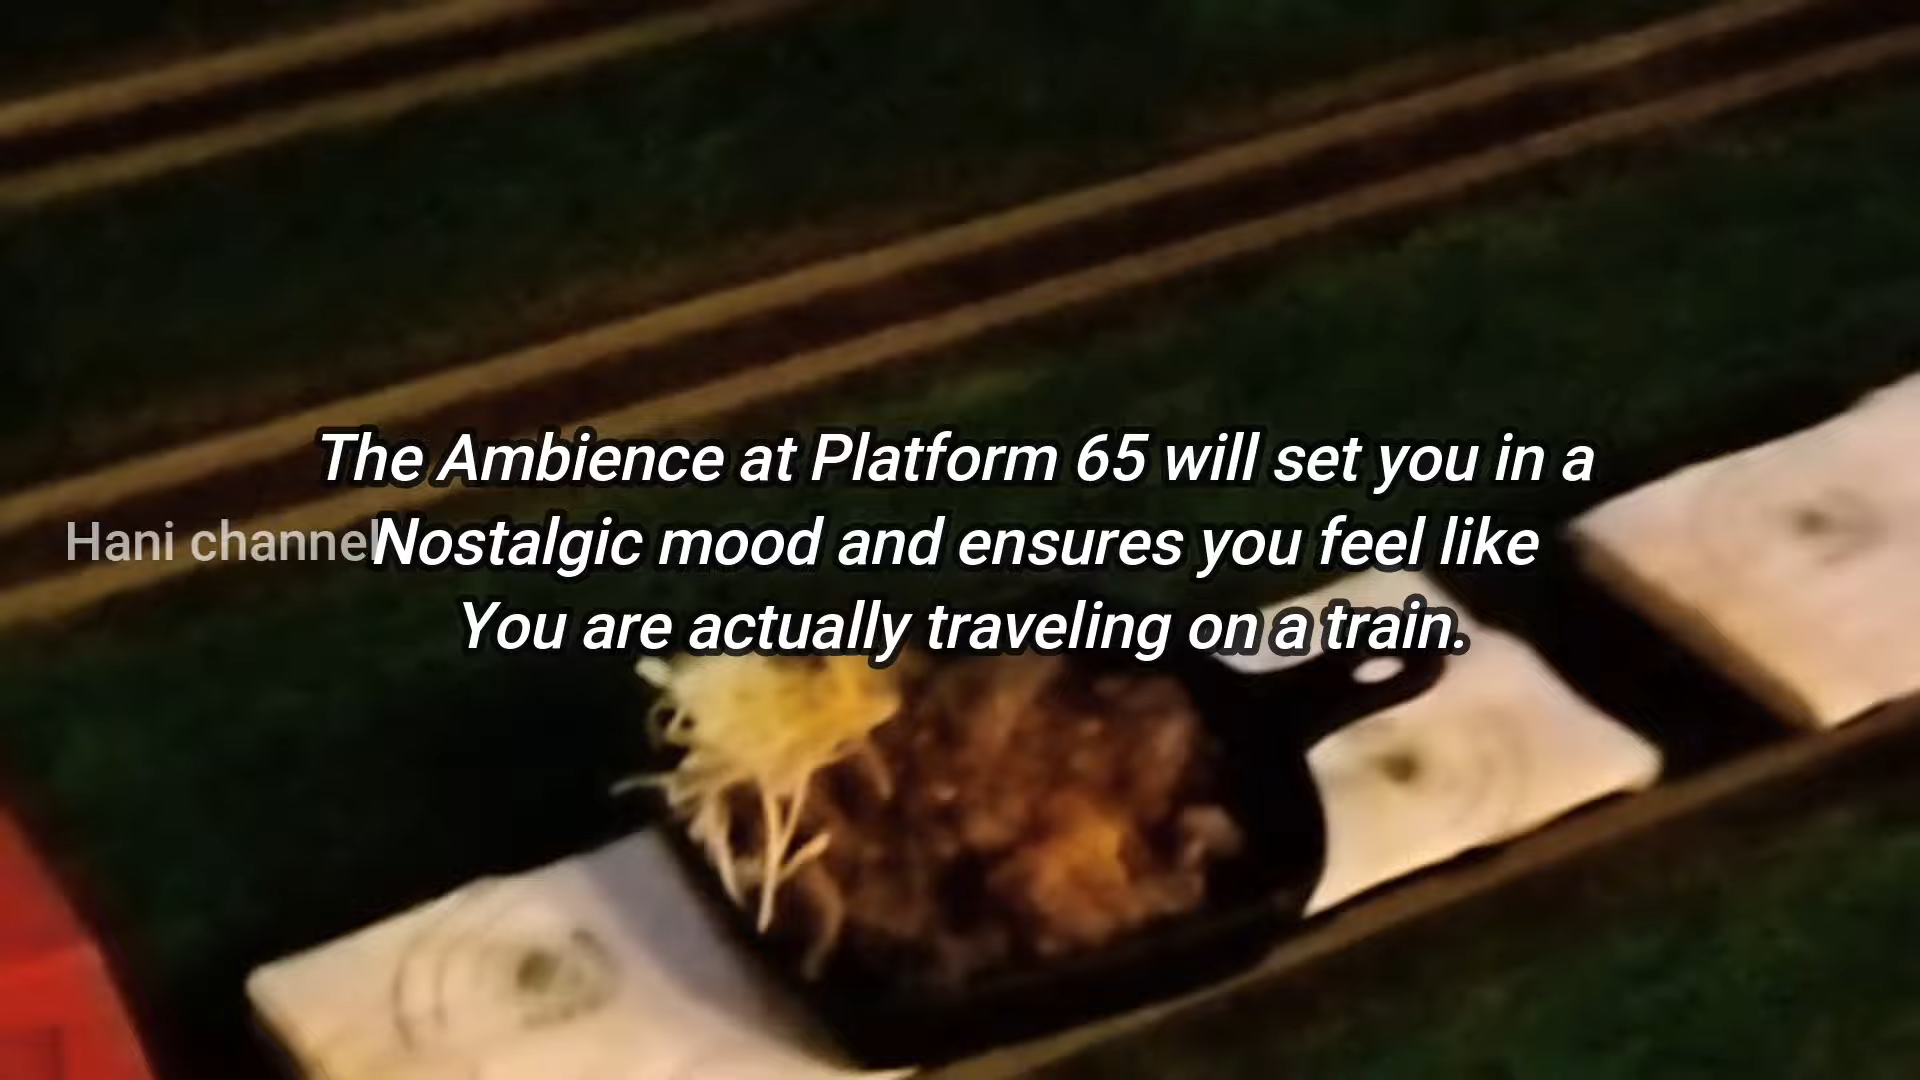 The Ambience at Platform 65 will set you in a
Hani channel
Nostalgic mood and ensures you feel like
You are actually traveling on a train.